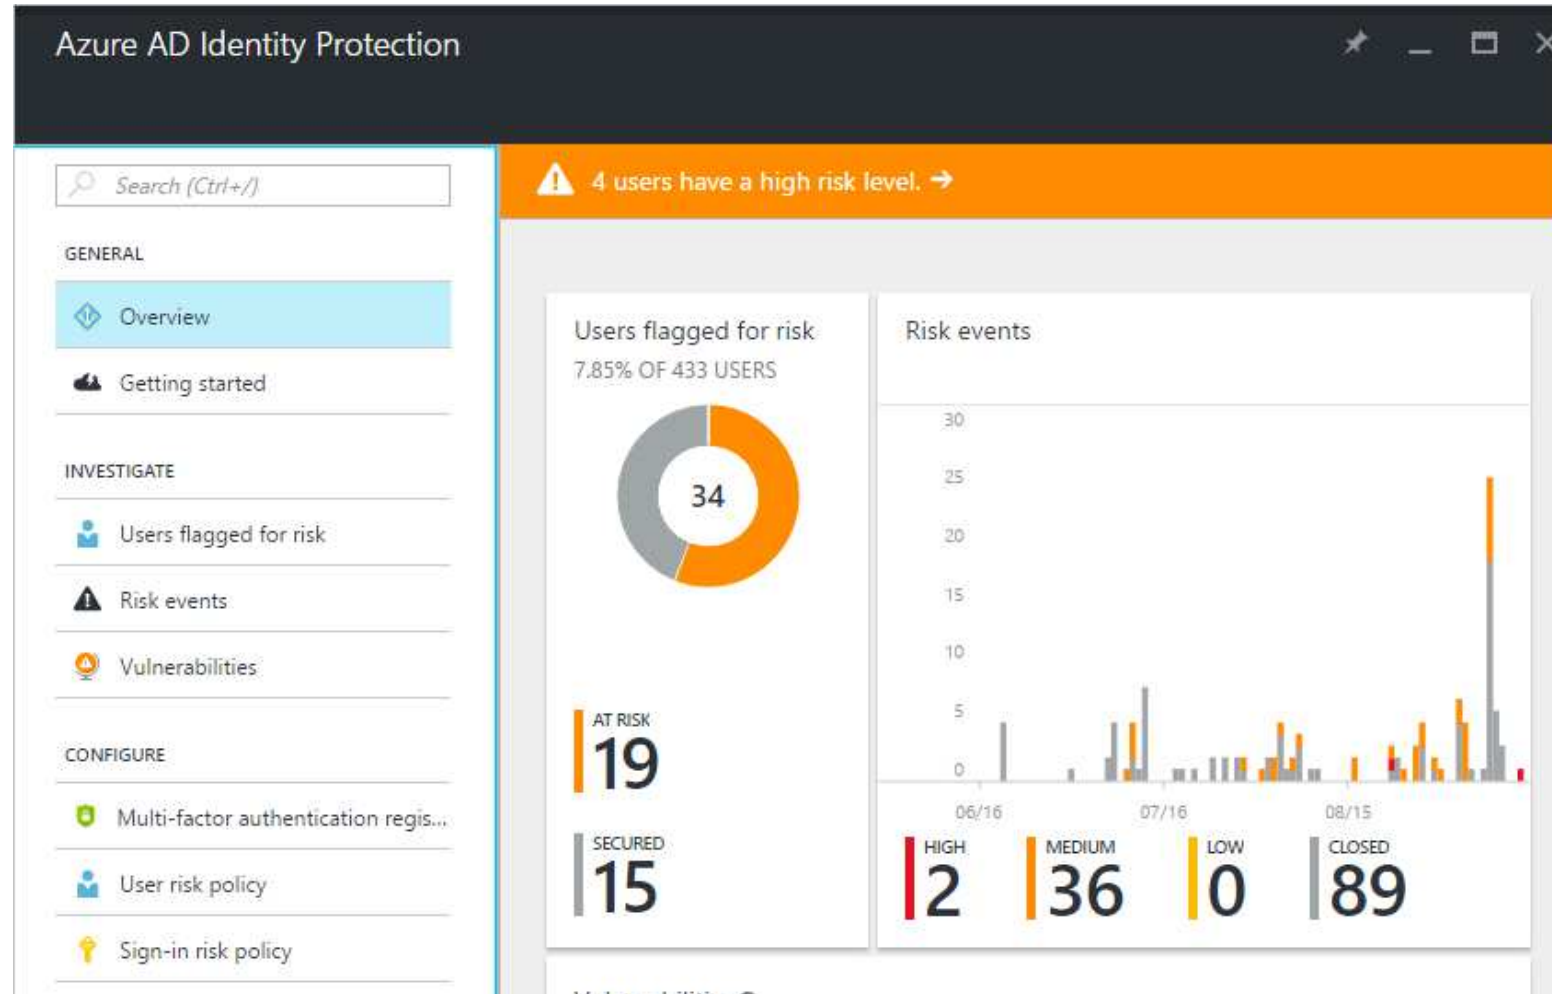 Azure AD Identity Protection
Search (Ctrl+/)
GENERAL
Overview
Getting started
INVESTIGATE
Users flagged for risk
Risk events
Vulnerabilities
CONFIGURE
Multi-factor authentication regis...
User risk policy
Sign-in risk policy
4 users have a high risk level. →
Users flagged for risk
7.85% OF 433 USERS
34
AT RISK
19
SECURED
15
Risk events
30
25
20
15
10
5
0
06/16 07/16 08/15
HIGH MEDIUM LOW CLOSED
2 36 0 89